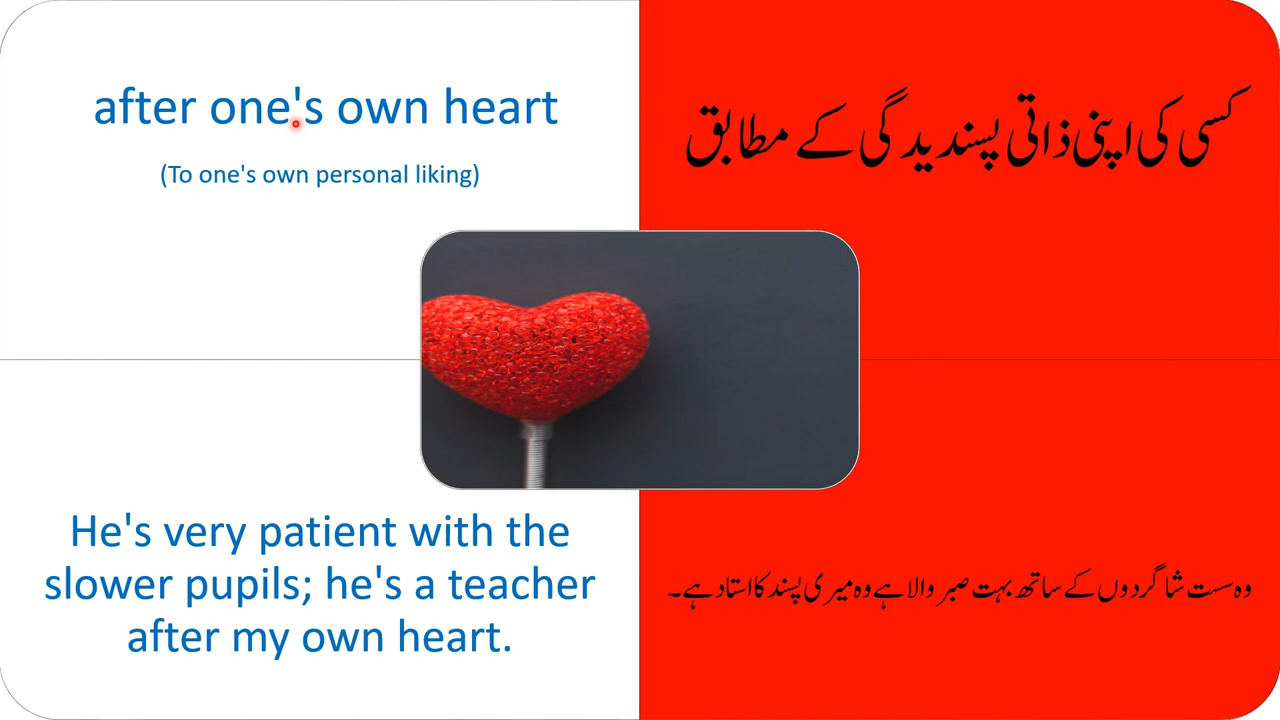 after one's own heart
(To one's own personal liking)
کسی کی اپنی ذاتی پسندیدگی کے مطابق
He's very patient with the
slower pupils; he's a teacher
after my own heart.
وہ سست شاگردوں کے ساتھ بہت صبر والا ہے وہ میری پسند کا استاد ہے۔